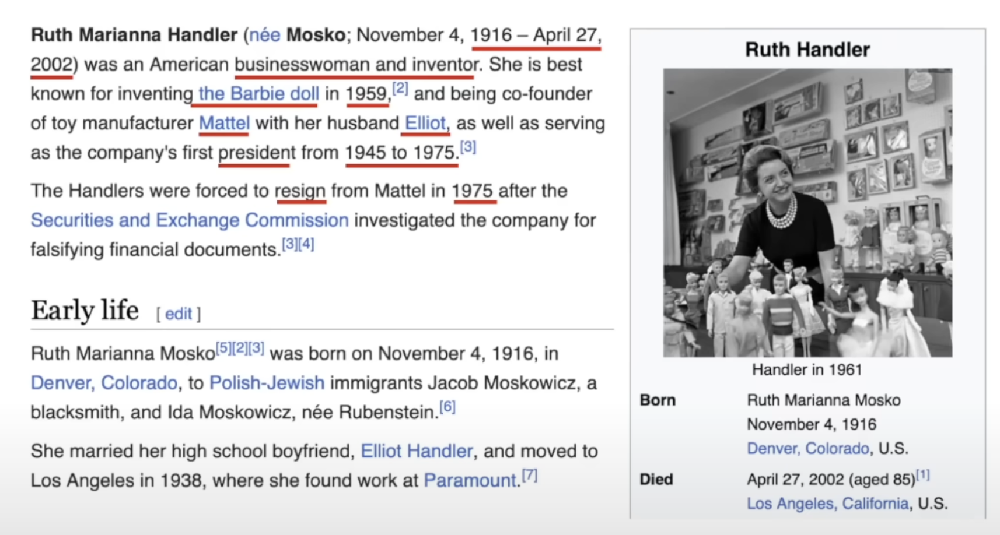 Ruth Marianna Handler (née Mosko; November 4, 1916 – April 27,
2002) was an American businesswoman and inventor. She is best
known for inventing the Barbie doll in 1959,[2] and being co-founder
of toy manufacturer Mattel with her husband Elliot, as well as serving
as the company's first president from 1945 to 1975.[3]
The Handlers were forced to resign from Mattel in 1975 after the
Securities and Exchange Commission investigated the company for
falsifying financial documents.[3][4]
Early life [ edit ]
Ruth Marianna Mosko[5][2][3] was born on November 4, 1916, in
Denver, Colorado, to Polish-Jewish immigrants Jacob Moskowicz, a
blacksmith, and Ida Moskowicz, née Rubenstein.[6]
She married her high school boyfriend, Elliot Handler, and moved to
Los Angeles in 1938, where she found work at Paramount.[7]
Ruth Handler
Handler in 1961
Born Ruth Marianna Mosko
November 4, 1916
Denver, Colorado, U.S.
Died April 27, 2002 (aged 85)[1]
Los Angeles, California, U.S.